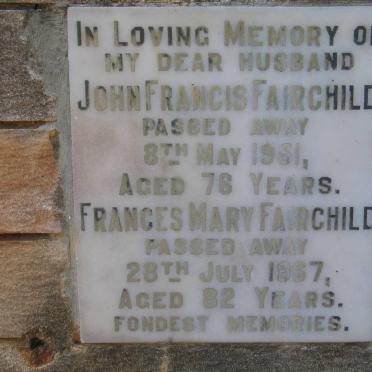 In Loving Memory of
my dear husband
John Francis Fairchild
passed away
8th May 1961,
Aged 76 Years.
Frances Mary Fairchild
passed away
28th July 1967,
Aged 82 Years.
Fondest Memories.